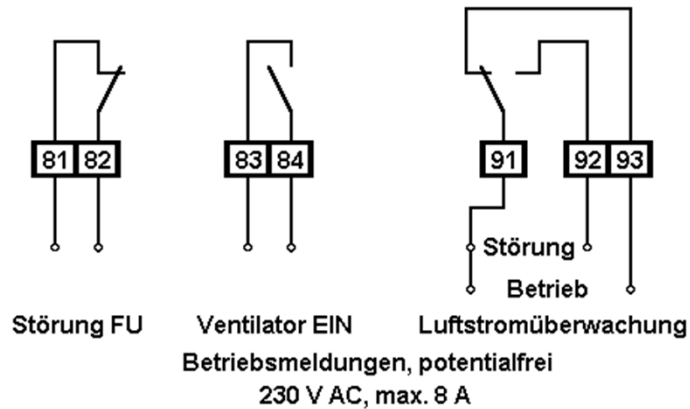 81 82 83 84 91 92 93
Störung
Betrieb
Störung FU Ventilator EIN Luftstromüberwachung
Betriebsmeldungen, potentialfrei
230 V AC, max. 8 A